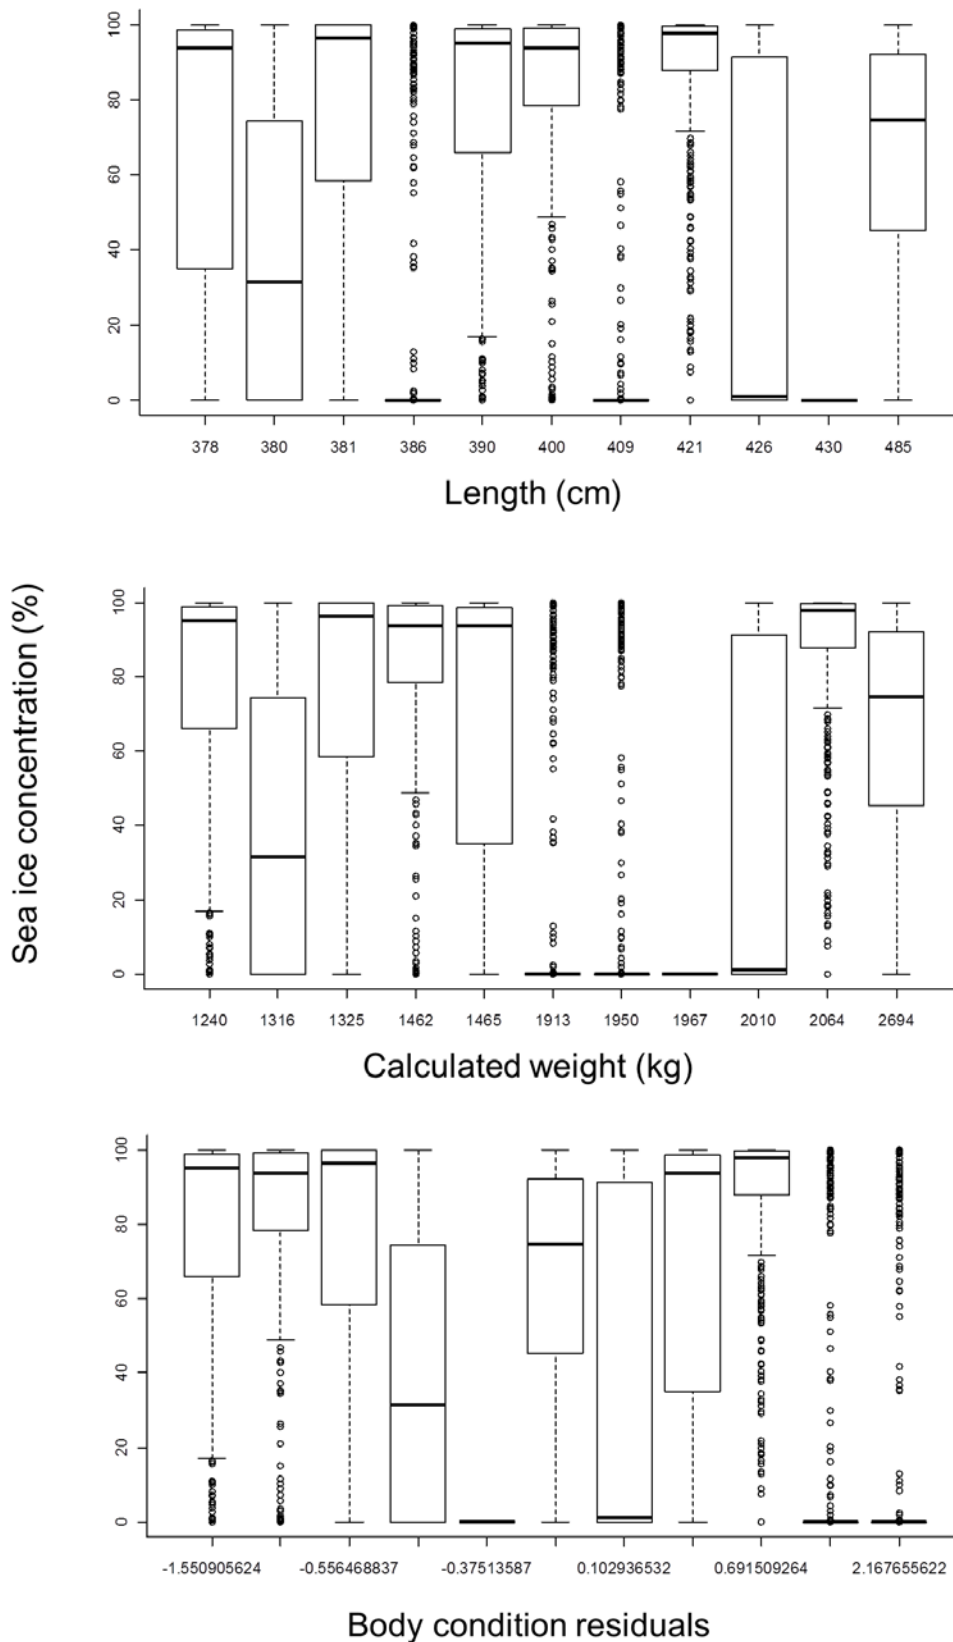 100
80
60
40
20
0
378 380 381 386 390 400 409 421 426 430 485
Length (cm)
Sea ice concentration (%)
100
80
60
40
20
0
1240 1316 1325 1462 1465 1913 1950 1967 2010 2064 2694
Calculated weight (kg)
100
80
60
40
20
0
-1.550905624 -0.556468837 -0.37513587 0.102936532 0.691509264 2.167655622
Body condition residuals